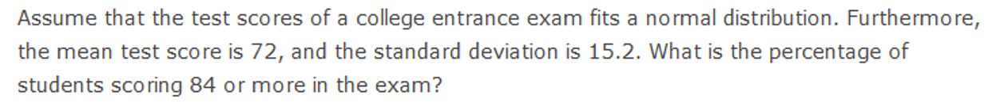 Assume that the test scores of a college entrance exam fits a normal distribution. Furthermore,
the mean test score is 72, and the standard deviation is 15.2. What is the percentage of
students scoring 84 or more in the exam?